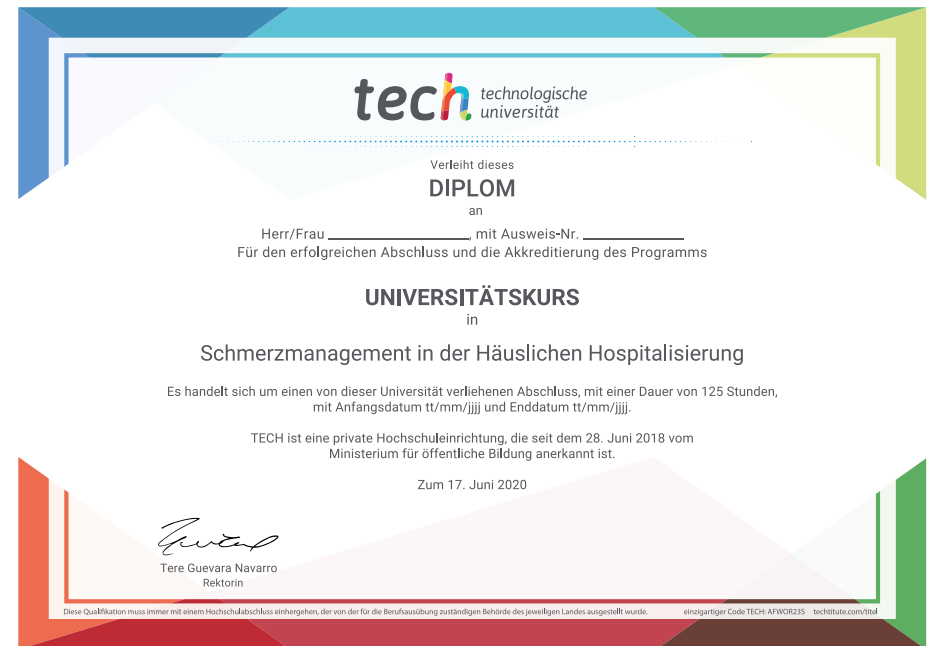 tech technologische
universität
Verleiht dieses
DIPLOM
an
Herr/Frau ____________________, mit Ausweis-Nr. ______________
Für den erfolgreichen Abschluss und die Akkreditierung des Programms
UNIVERSITÄTSKURS
in
Schmerzmanagement in der Häuslichen Hospitalisierung
Es handelt sich um einen von dieser Universität verliehenen Abschluss, mit einer Dauer von 125 Stunden,
mit Anfangsdatum tt/mm/jjjj und Enddatum tt/mm/jjjj.
TECH ist eine private Hochschuleinrichtung, die seit dem 28. Juni 2018 vom
Ministerium für öffentliche Bildung anerkannt ist.
Zum 17. Juni 2020
Tere Guevara Navarro
Rektorin
Diese Qualifikation muss immer mit einem Hochschulabschluss einhergehen, der von der für die Berufsausübung zuständigen Behörde des jeweiligen Landes ausgestellt wurde. einzigartiger Code TECH: AFWOR23S techtitute.com/titel